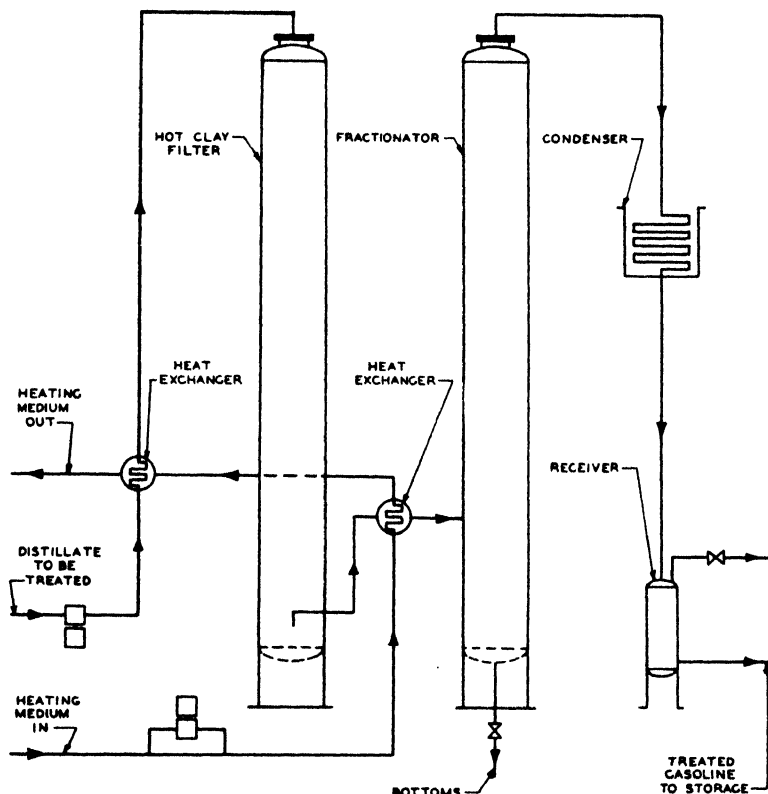 HOT CLAY
FILTER
FRACTIONATOR
CONDENSER
HEAT
EXCHANGER
HEAT
EXCHANGER
HEATING
MEDIUM
OUT
RECEIVER
DISTILLATE
TO BE
TREATED
HEATING
MEDIUM
IN
BOTTOMS
TREATED
GASOLINE
TO STORAGE